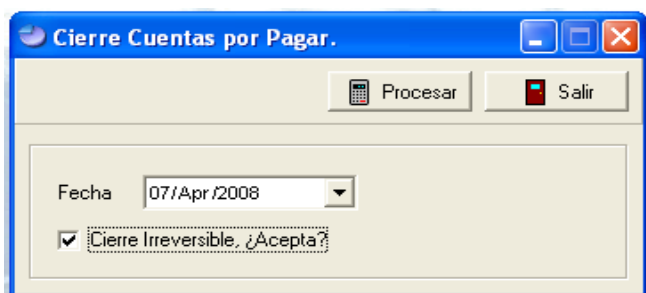 Cierre Cuentas por Pagar.
Procesar Salir
Fecha 07/Apr/2008
Cierre Irreversible, ¿Acepta?